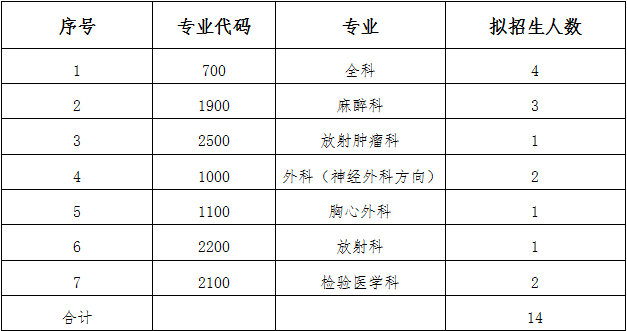 序号 专业代码 专业 拟招生人数
1 700 全科 4
2 1900 麻醉科 3
3 2500 放射肿瘤科 1
4 1000 外科（神经外科方向） 2
5 1100 胸心外科 1
6 2200 放射科 1
7 2100 检验医学科 2
合计 14